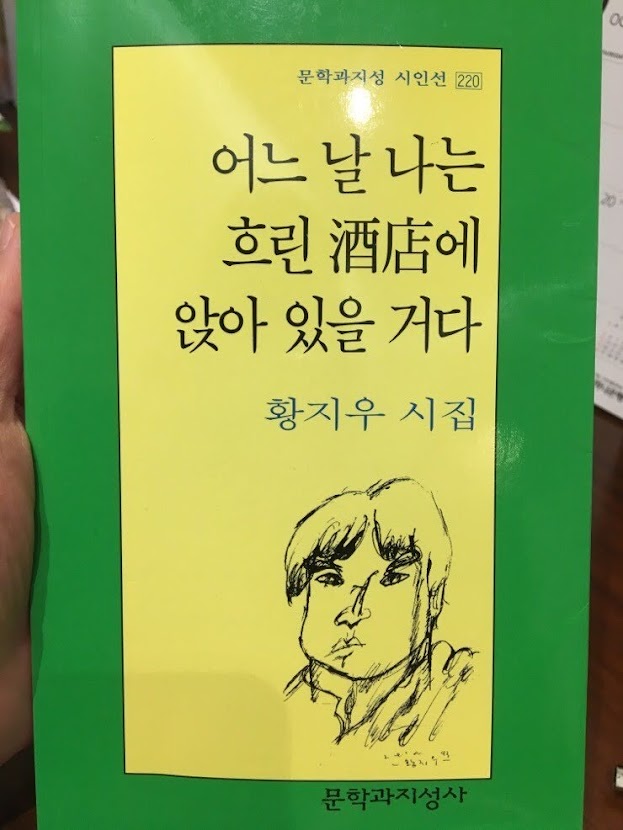 문학과지성 시인선 220
어느 날 나는
흐린 酒店에
앉아 있을 거다
황지우 시집
문학과지성사